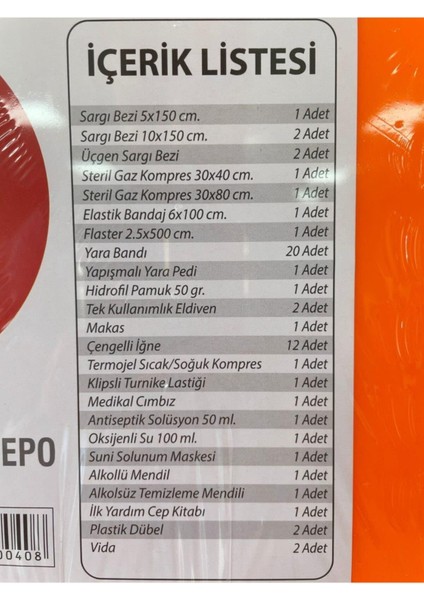 İÇERİK LİSTESİ
Sargı Bezi 5x150 cm. 1 Adet
Sargı Bezi 10x150 cm. 2 Adet
Üçgen Sargı Bezi 2 Adet
Steril Gaz Kompres 30x40 cm. 1 Adet
Steril Gaz Kompres 30x80 cm. 1 Adet
Elastik Bandaj 6x100 cm. 1 Adet
Flaster 2.5x500 cm. 1 Adet
Yara Bandı 20 Adet
Yapışmalı Yara Pedi 1 Adet
Hidrofil Pamuk 50 gr. 1 Adet
Tek Kullanımlık Eldiven 2 Adet
Makas 1 Adet
Çengelli İğne 12 Adet
Termojel Sıcak/Soğuk Kompres 1 Adet
Klipsli Turnike Lastiği 1 Adet
Medikal Cımbız 1 Adet
Antiseptik Solüsyon 50 ml. 1 Adet
Oksijenli Su 100 ml. 1 Adet
Suni Solunum Maskesi 1 Adet
Alkollü Mendil 1 Adet
Alkolsüz Temizleme Mendili 1 Adet
İlk Yardım Cep Kitabı 1 Adet
Plastik Dübel 2 Adet
Vida 2 Adet
EPO
00408